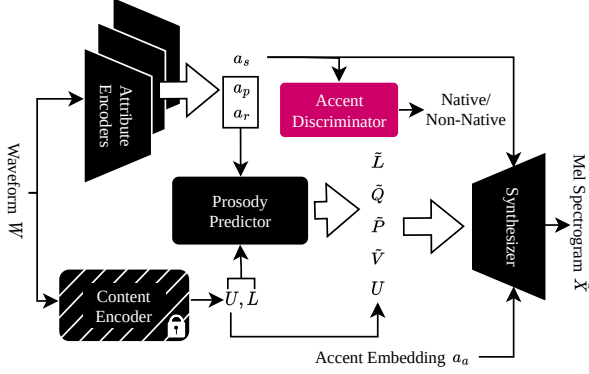 Waveform W
Attribute
Encoders
a_s
a_p
a_r
Accent
Discriminator
Native/
Non-Native
Prosody
Predictor
L̃
Q̃
P̃
Ṽ
U
Synthesizer
Mel Spectrogram X̃
Content
Encoder
U, L
Accent Embedding a_a